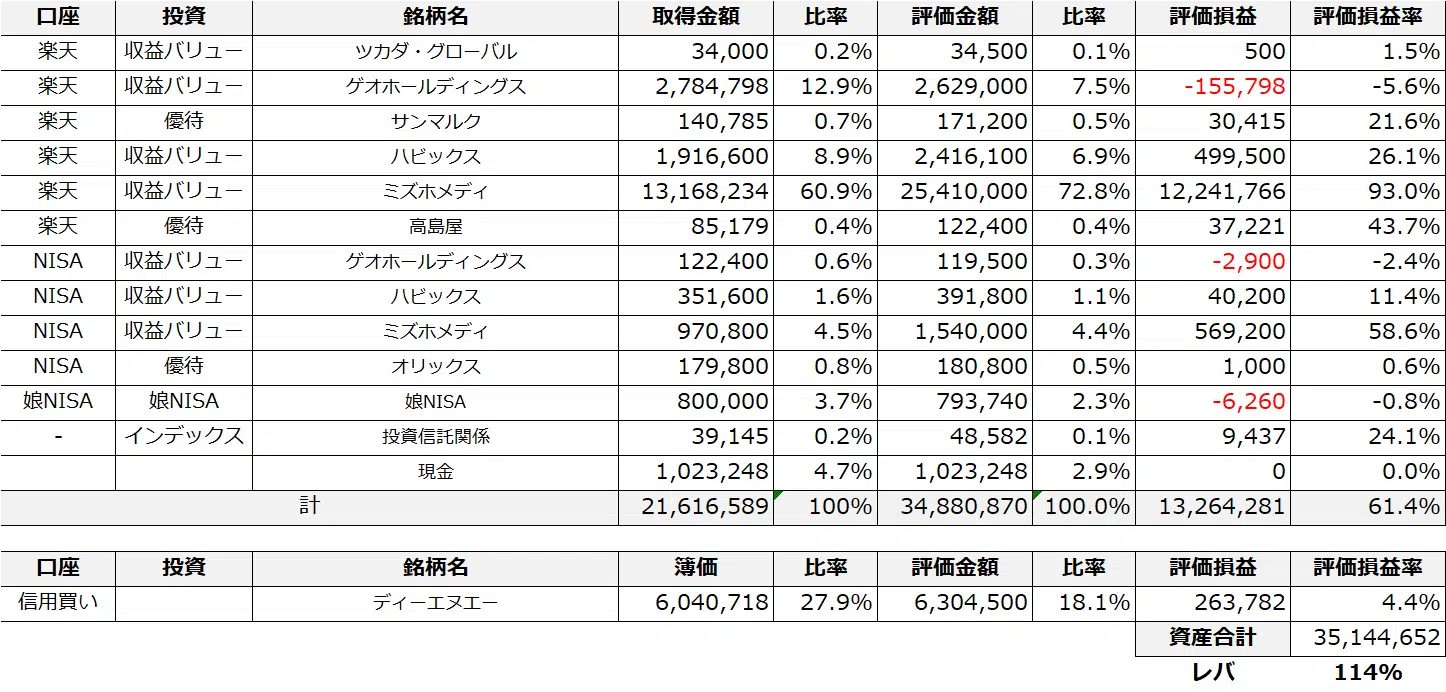 口座 投資 銘柄名 取得金額 比率 評価金額 比率 評価損益 評価損益率
楽天 収益バリュー ツカダ・グローバル 34,000 0.2% 34,500 0.1% 500 1.5%
楽天 収益バリュー ゲオホールディングス 2,784,798 12.9% 2,629,000 7.5% -155,798 -5.6%
楽天 優待 サンマルク 140,785 0.7% 171,200 0.5% 30,415 21.6%
楽天 収益バリュー ハビックス 1,916,600 8.9% 2,416,100 6.9% 499,500 26.1%
楽天 収益バリュー ミズホメディ 13,168,234 60.9% 25,410,000 72.8% 12,241,766 93.0%
楽天 優待 高島屋 85,179 0.4% 122,400 0.4% 37,221 43.7%
NISA 収益バリュー ゲオホールディングス 122,400 0.6% 119,500 0.3% -2,900 -2.4%
NISA 収益バリュー ハビックス 351,600 1.6% 391,800 1.1% 40,200 11.4%
NISA 収益バリュー ミズホメディ 970,800 4.5% 1,540,000 4.4% 569,200 58.6%
NISA 優待 オリックス 179,800 0.8% 180,800 0.5% 1,000 0.6%
娘NISA 娘NISA 娘NISA 800,000 3.7% 793,740 2.3% -6,260 -0.8%
- インデックス 投資信託関係 39,145 0.2% 48,582 0.1% 9,437 24.1%
現金 1,023,248 4.7% 1,023,248 2.9% 0 0.0%
計 21,616,589 100% 34,880,870 100.0% 13,264,281 61.4%
口座 投資 銘柄名 簿価 比率 評価金額 比率 評価損益 評価損益率
信用買い ディーエヌエー 6,040,718 27.9% 6,304,500 18.1% 263,782 4.4%
資産合計 35,144,652
レバ 114%